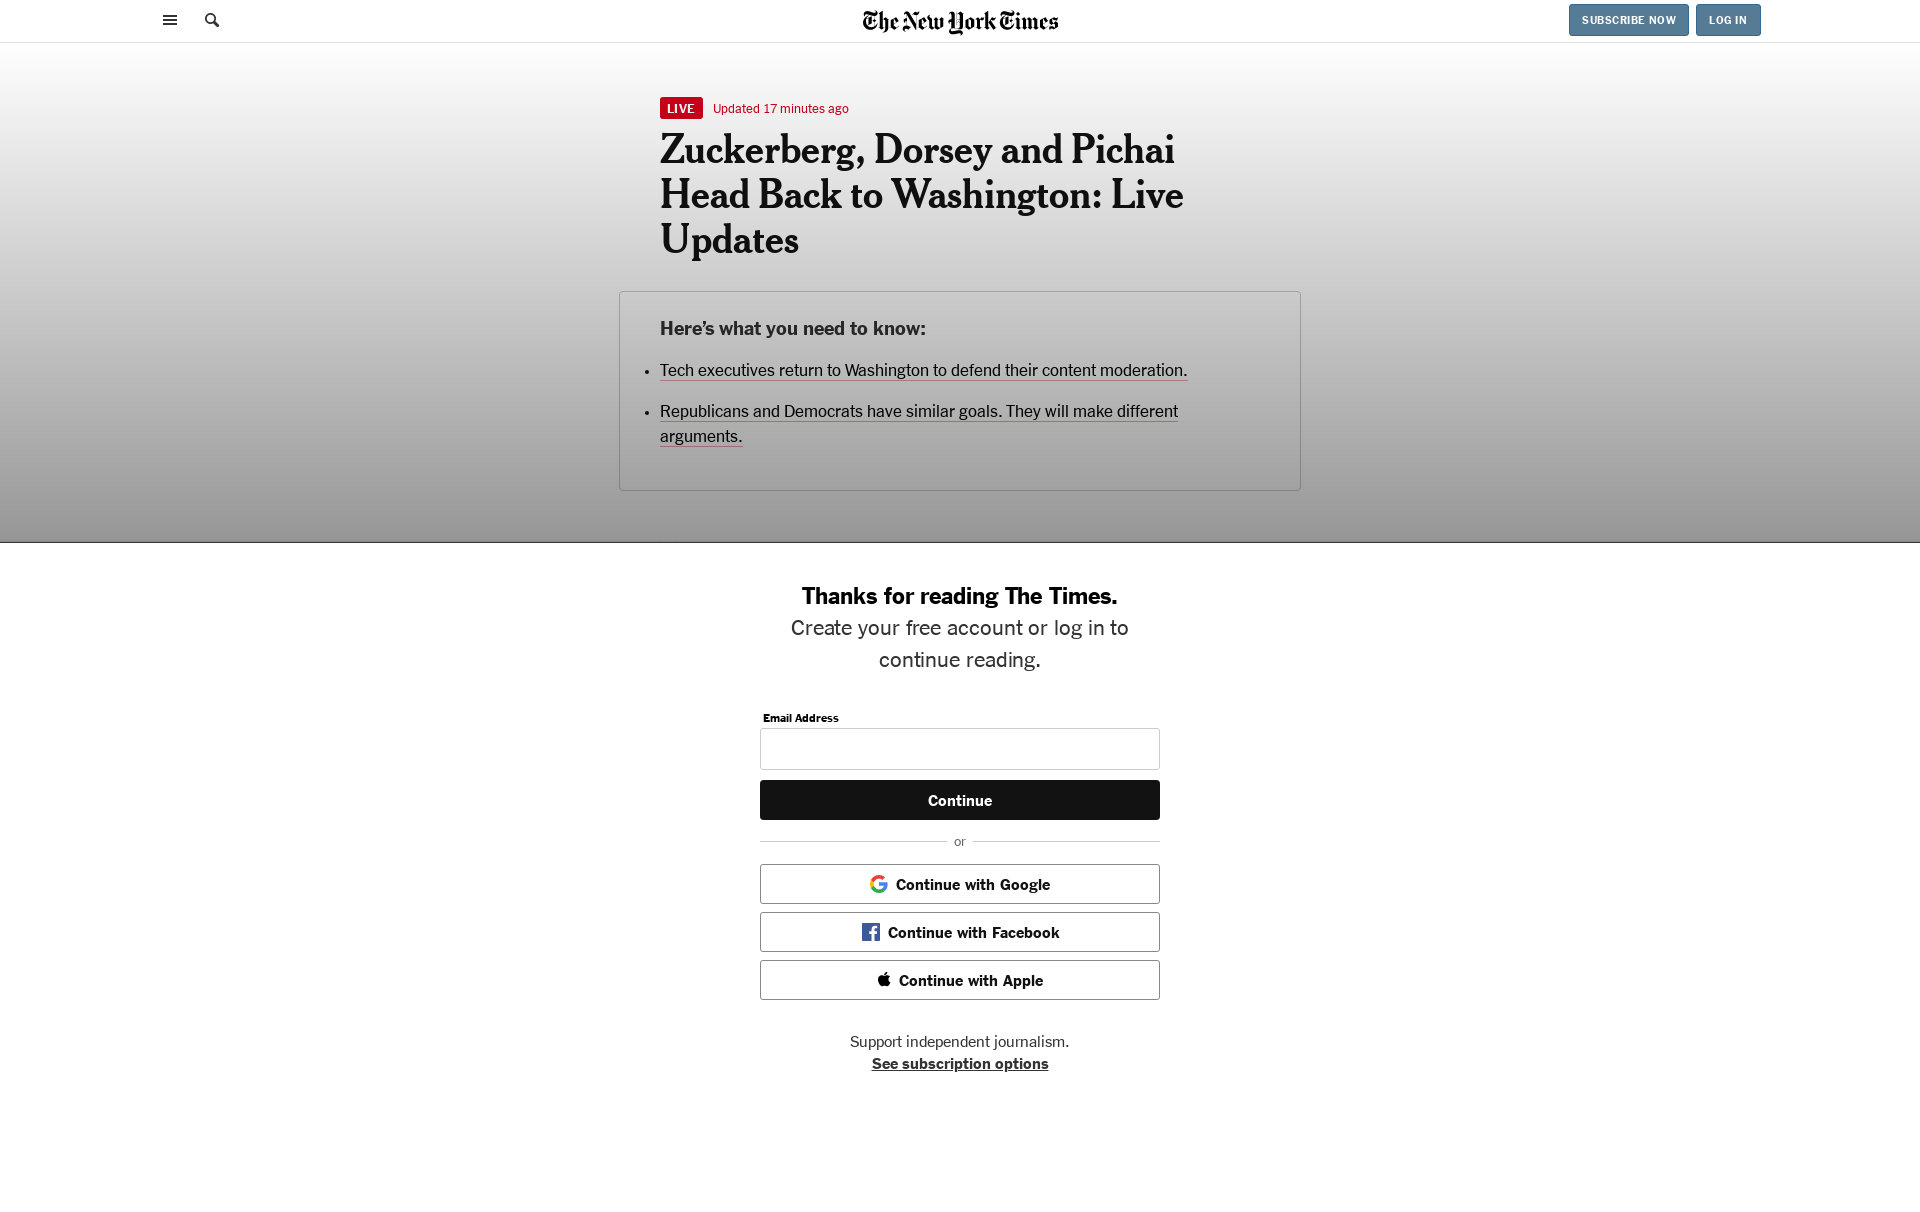 The New York Times
SUBSCRIBE NOW
LOG IN
LIVE
Updated 17 minutes ago
Zuckerberg, Dorsey and Pichai
Head Back to Washington: Live
Updates
Here’s what you need to know:
• Tech executives return to Washington to defend their content moderation.
• Republicans and Democrats have similar goals. They will make different
arguments.
Thanks for reading The Times.
Create your free account or log in to
continue reading.
Email Address
Continue
or
Continue with Google
Continue with Facebook
Continue with Apple
Support independent journalism.
See subscription options